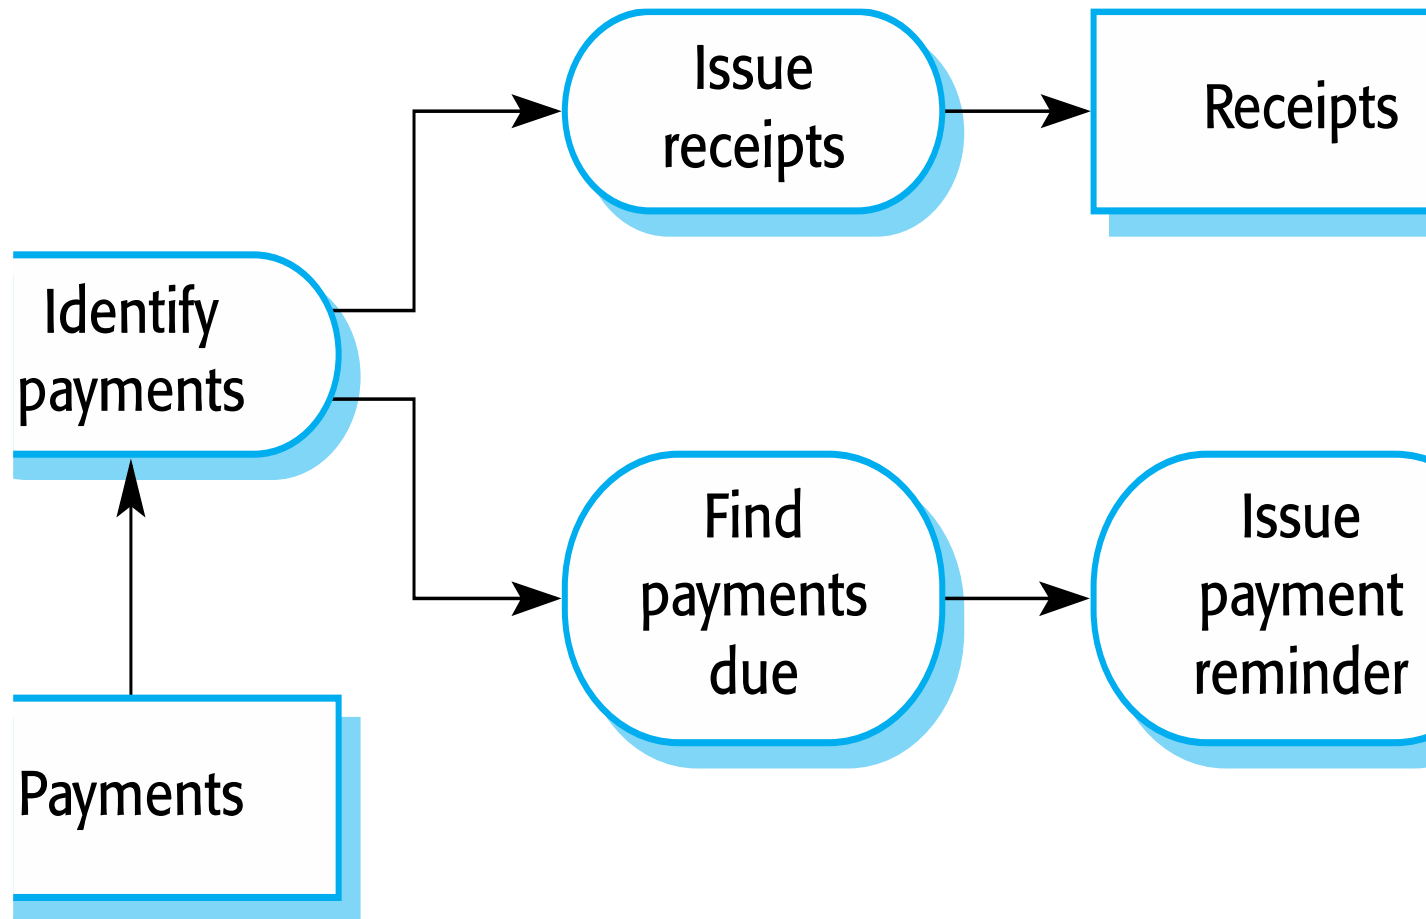 Issue
receipts
Receipts
Identify
payments
Find
payments
due
Issue
payment
reminder
Payments